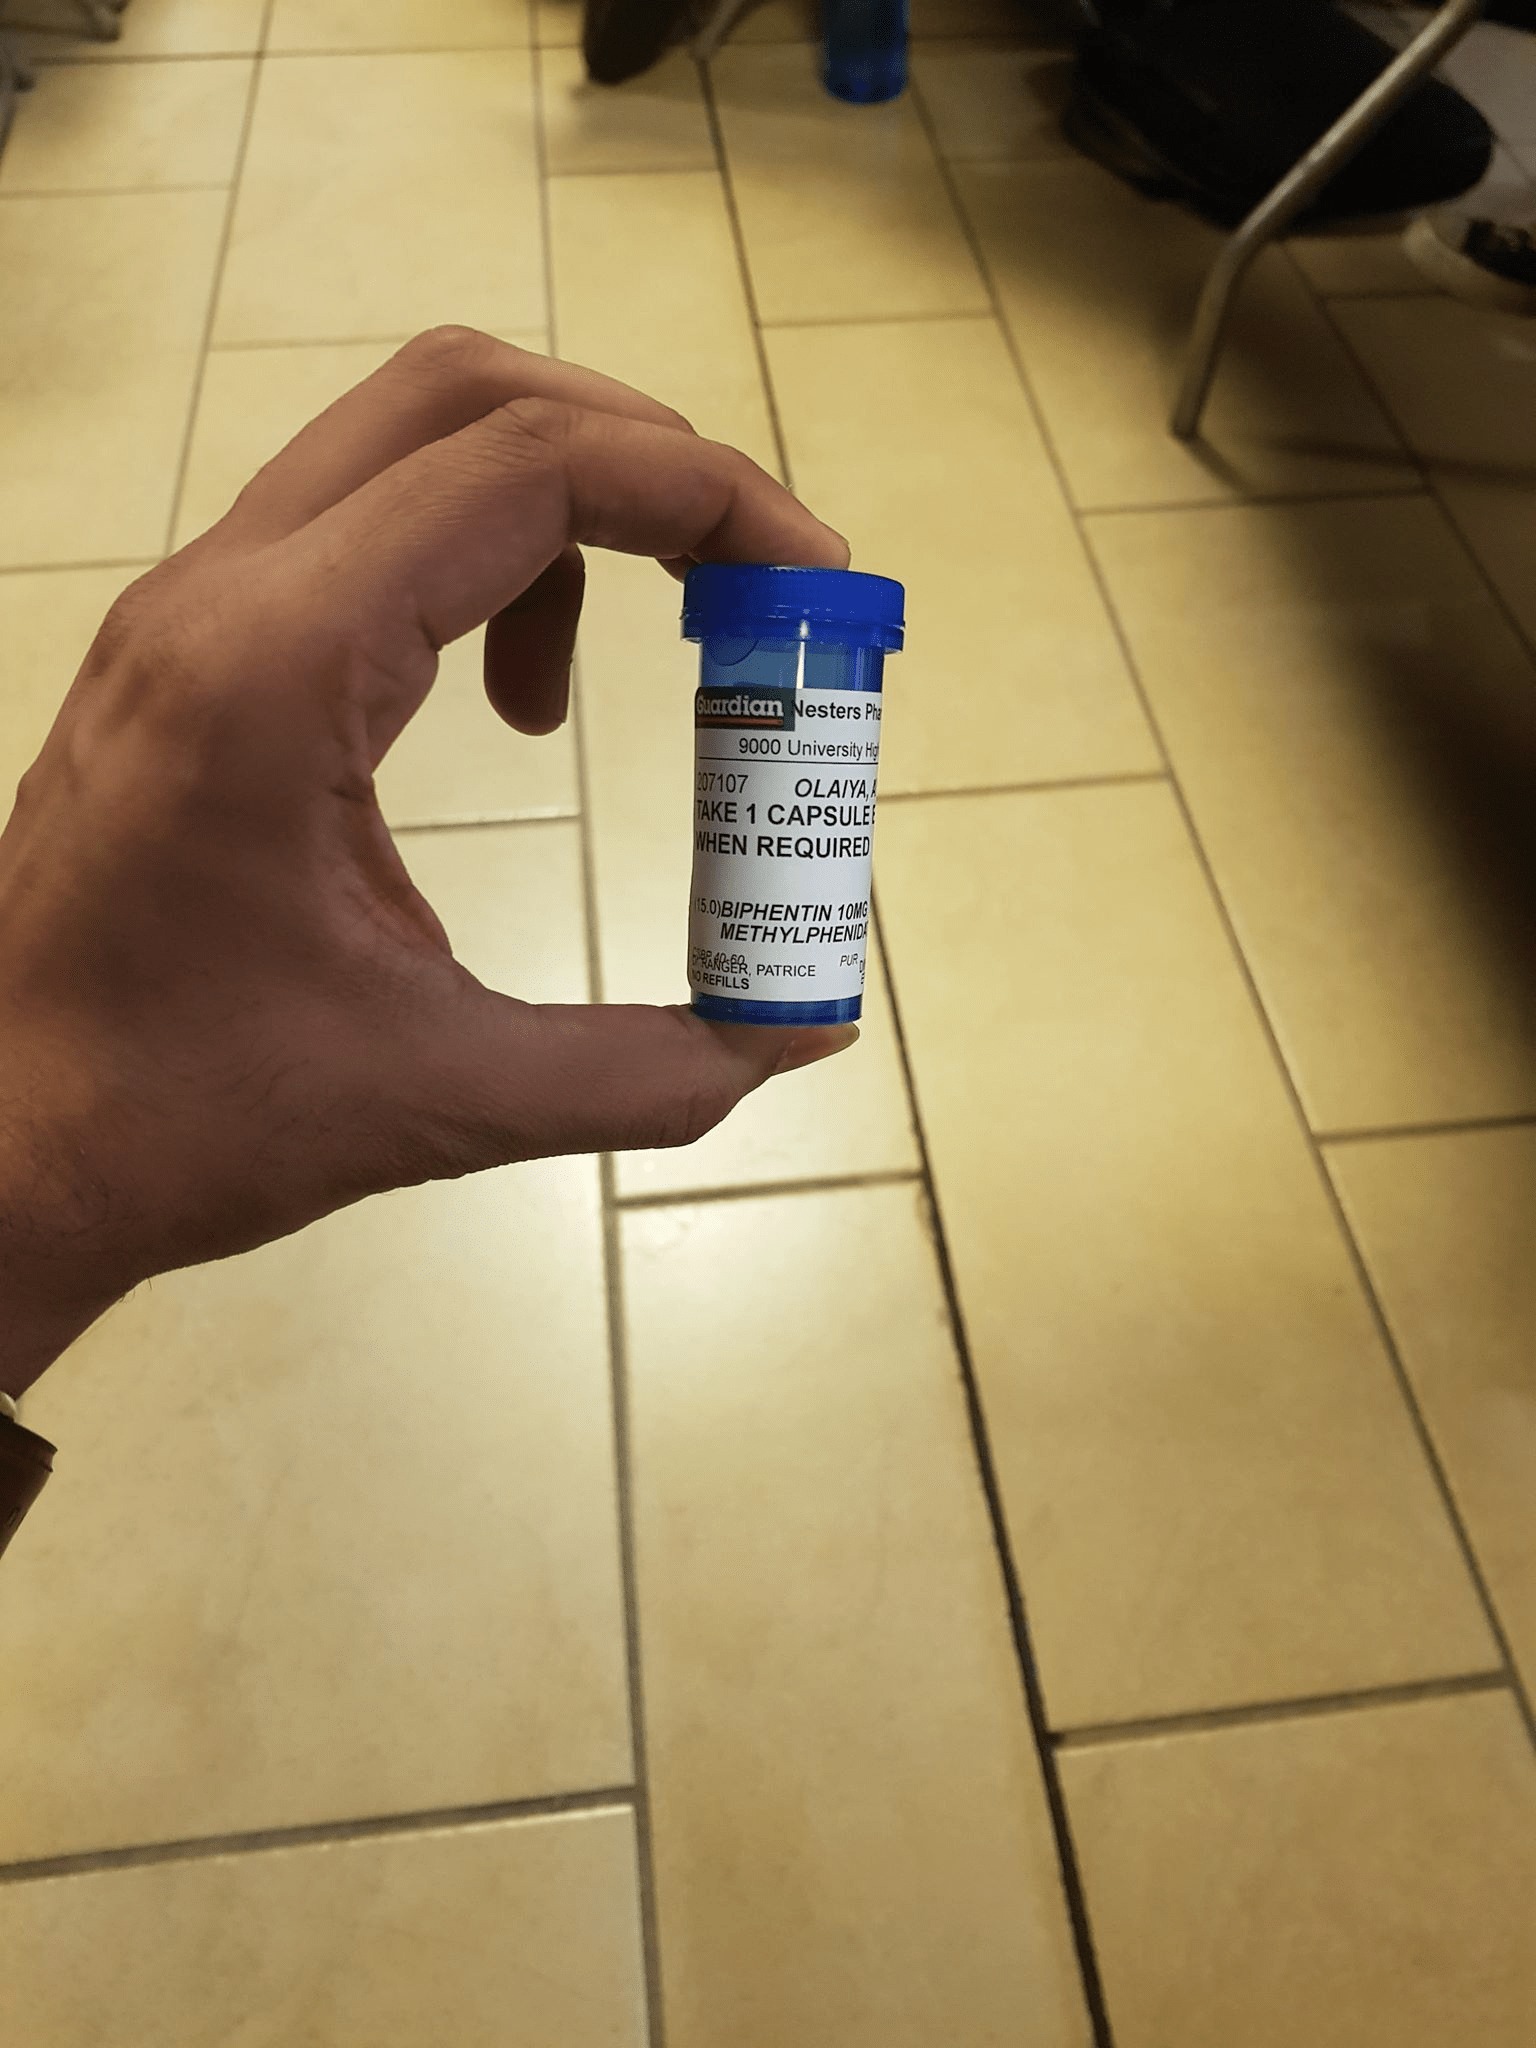 Guardian Nesters Pha
9000 University Hig
207107 OLAIYA, A
TAKE 1 CAPSULE E
WHEN REQUIRED
(15.0)BIPHENTIN 10MG
METHYLPHENIDA
PUR
RANGER, PATRICE
NO REFILLS